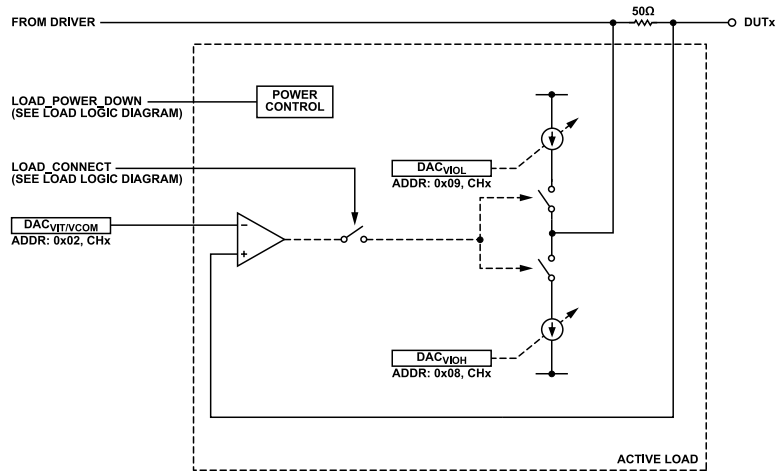 50Ω
FROM DRIVER
DUTx
LOAD_POWER_DOWN
(SEE LOAD LOGIC DIAGRAM)
POWER
CONTROL
LOAD_CONNECT
(SEE LOAD LOGIC DIAGRAM)
DACVIOL
ADDR: 0x09, CHx
DACVIT/VCOM
ADDR: 0x02, CHx
–
+
DACVIOH
ADDR: 0x08, CHx
ACTIVE LOAD